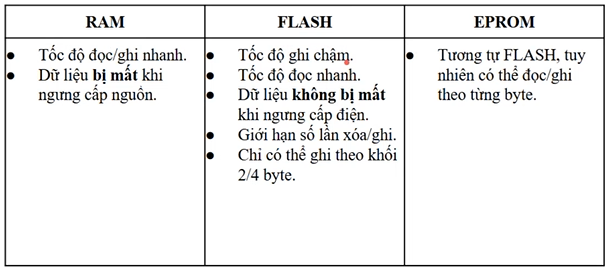 RAM
● Tốc độ đọc/ghi nhanh.
● Dữ liệu bị mất khi
ngưng cấp nguồn.
FLASH
● Tốc độ ghi chậm.
● Tốc độ đọc nhanh.
● Dữ liệu không bị mất
khi ngưng cấp điện.
● Giới hạn số lần xóa/ghi.
● Chỉ có thể ghi theo khối
2/4 byte.
EPROM
● Tương tự FLASH, tuy
nhiên có thể đọc/ghi
theo từng byte.